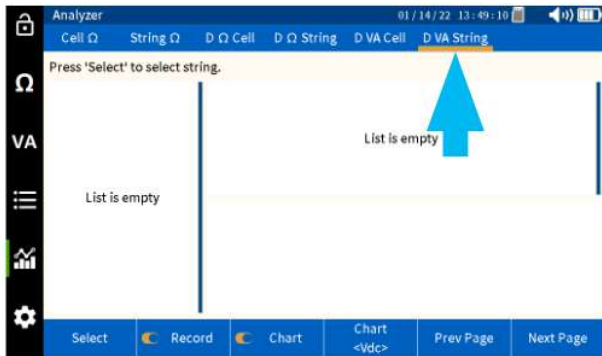 Analyzer 01/14/22 13:49:10
Cell Ω String Ω D Ω Cell D Ω String D VA Cell D VA String
Press 'Select' to select string.
Ω
VA
List is empty
List is empty
Select Record Chart Chart <Vdc> Prev Page Next Page